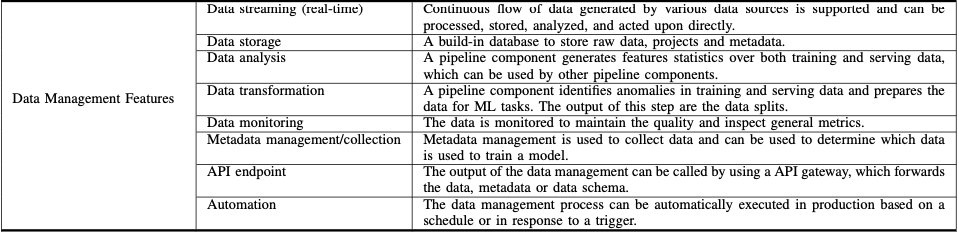 Data streaming (real-time) Continuous flow of data generated by various data sources is supported and can be
processed, stored, analyzed, and acted upon directly.
Data storage A build-in database to store raw data, projects and metadata.
Data analysis A pipeline component generates features statistics over both training and serving data,
which can be used by other pipeline components.
Data Management Features Data transformation A pipeline component identifies anomalies in training and serving data and prepares the
data for ML tasks. The output of this step are the data splits.
Data monitoring The data is monitored to maintain the quality and inspect general metrics.
Metadata management/collection Metadata management is used to collect data and can be used to determine which data
is used to train a model.
API endpoint The output of the data management can be called by using a API gateway, which forwards
the data, metadata or data schema.
Automation The data management process can be automatically executed in production based on a
schedule or in response to a trigger.